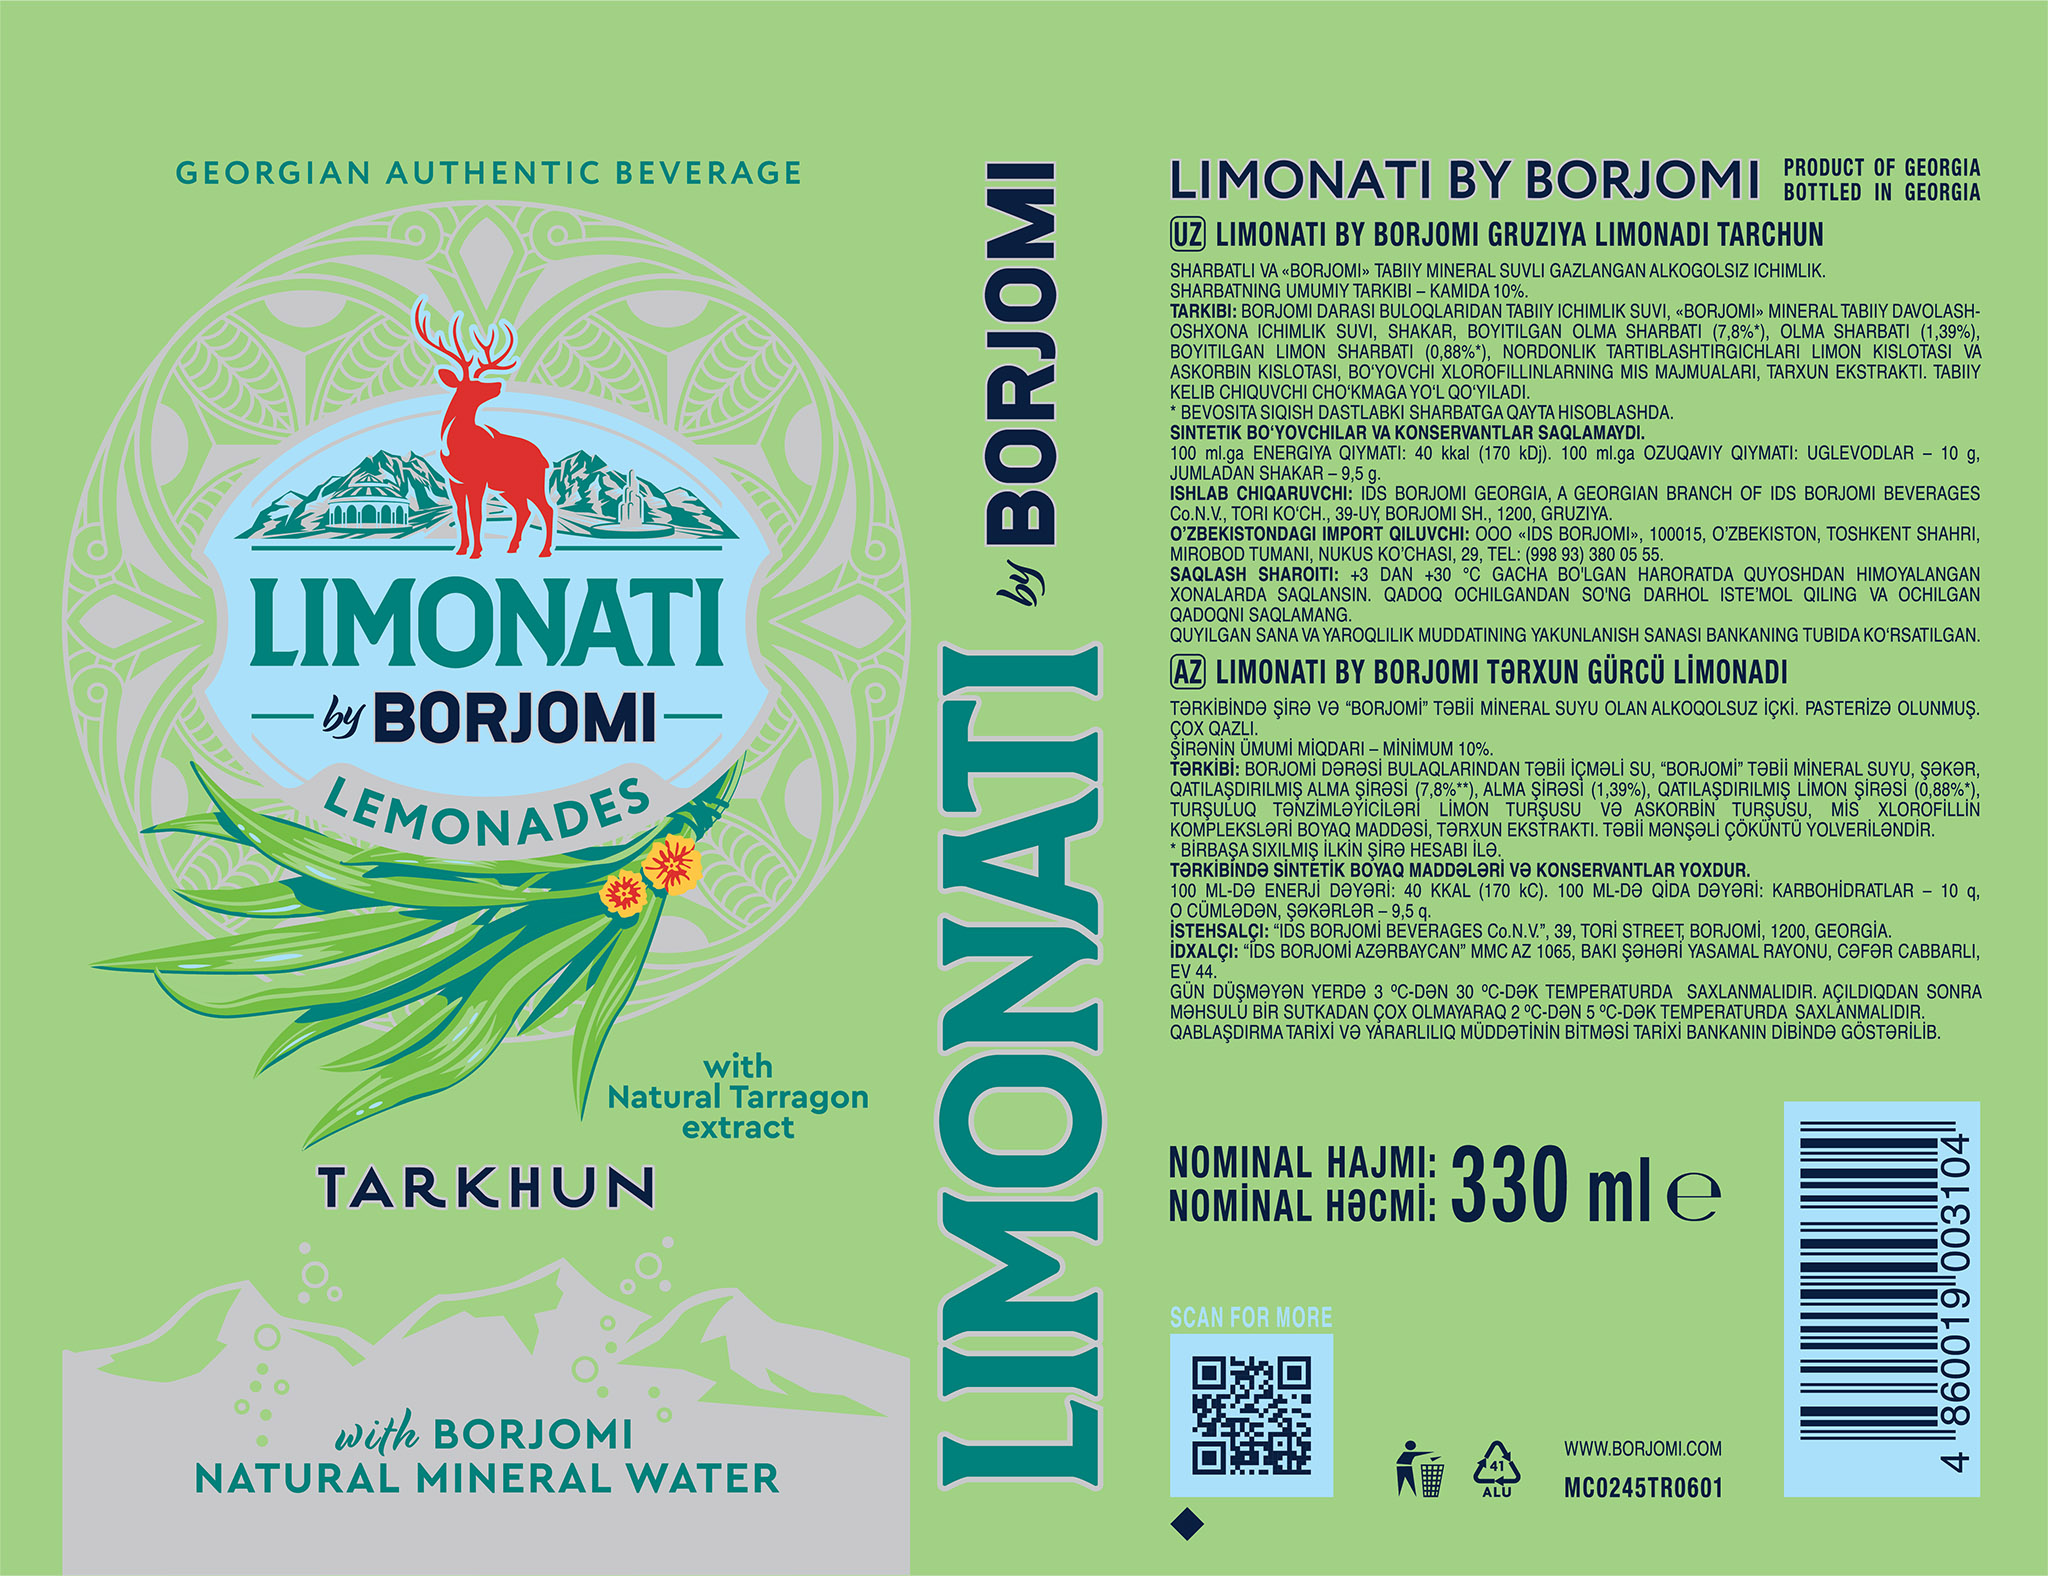 GEORGIAN AUTHENTIC BEVERAGE
LIMONATI
by BORJOMI
LEMONADES
with
Natural Tarragon
extract
TARKHUN
with BORJOMI
NATURAL MINERAL WATER
LIMONATI by BORJOMI
LIMONATI BY BORJOMI
PRODUCT OF GEORGIA
BOTTLED IN GEORGIA
UZ LIMONATI BY BORJOMI GRUZIYA LIMONADI TARCHUN
SHARBATLI VA «BORJOMI» TABIIY MINERAL SUVLI GAZLANGAN ALKOGOLSIZ ICHIMLIK.
SHARBATNING UMUMIY TARKIBI – KAMIDA 10%.
TARKIBI: BORJOMI DARASI BULOQLARIDAN TABIIY ICHIMLIK SUVI, «BORJOMI» MINERAL TABIIY DAVOLASH-
OSHXONA ICHIMLIK SUVI, SHAKAR, BOYITILGAN OLMA SHARBATI (7,8%*), OLMA SHARBATI (1,39%),
BOYITILGAN LIMON SHARBATI (0,88%*), NORDONLIK TARTIBLASHTIRGICHLARI LIMON KISLOTASI VA
ASKORBIN KISLOTASI, BO‘YOVCHI XLOROFILLINLARNING MIS MAJMUALARI, TARXUN EKSTRAKTI. TABIIY
KELIB CHIQUVCHI CHO‘KMAGA YO‘L QO‘YILADI.
* BEVOSITA SIQISH DASTLABKI SHARBATGA QAYTA HISOBLASHDA.
SINTETIK BO‘YOVCHILAR VA KONSERVANTLAR SAQLAMAYDI.
100 ml.ga ENERGIYA QIYMATI: 40 kkal (170 kDj). 100 ml.ga OZUQAVIY QIYMATI: UGLEVODLAR – 10 g,
JUMLADAN SHAKAR – 9,5 g.
ISHLAB CHIQARUVCHI: IDS BORJOMI GEORGIA, A GEORGIAN BRANCH OF IDS BORJOMI BEVERAGES
Co.N.V., TORI KO‘CH., 39-UY, BORJOMI SH., 1200, GRUZIYA.
O’ZBEKISTONDAGI IMPORT QILUVCHI: OOO «IDS BORJOMI», 100015, O’ZBEKISTON, TOSHKENT SHAHRI,
MIROBOD TUMANI, NUKUS KO’CHASI, 29, TEL: (998 93) 380 05 55.
SAQLASH SHAROITI: +3 DAN +30 °C GACHA BO'LGAN HARORATDA QUYOSHDAN HIMOYALANGAN
XONALARDA SAQLANSIN. QADOQ OCHILGANDAN SO'NG DARHOL ISTE’MOL QILING VA OCHILGAN
QADOQNI SAQLAMANG.
QUYILGAN SANA VA YAROQLILIK MUDDATINING YAKUNLANISH SANASI BANKANING TUBIDA KO‘RSATILGAN.
AZ LIMONATI BY BORJOMI TƏRXUN GÜRCÜ LİMONADI
TƏRKİBİNDƏ ŞİRƏ VƏ “BORJOMİ” TƏBİİ MİNERAL SUYU OLAN ALKOQOLSUZ İÇKİ. PASTERİZƏ OLUNMUŞ.
ÇOX QAZLI.
ŞİRƏNİN ÜMUMİ MİQDARI – MİNİMUM 10%.
TƏRKİBİ: BORJOMİ DƏRƏSİ BULAQLARINDAN TƏBİİ İÇMƏLİ SU, “BORJOMİ” TƏBİİ MİNERAL SUYU, ŞƏKƏR,
QATILAŞDIRILMIŞ ALMA ŞİRƏSİ (7,8%**), ALMA ŞİRƏSİ (1,39%), QATILAŞDIRILMIŞ LİMON ŞİRƏSİ (0,88%*),
TURŞULUQ TƏNZİMLƏYİCİLƏRİ LİMON TURŞUSU VƏ ASKORBİN TURŞUSU, MİS XLOROFİLLİN
KOMPLEKSLƏRİ BOYAQ MADDƏSİ, TƏRXUN EKSTRAKTI. TƏBİİ MƏNŞƏLİ ÇÖKÜNTÜ YOLVERİLƏNDİR.
* BİRBAŞA SIXILMIŞ İLKİN ŞİRƏ HESABI İLƏ.
TƏRKİBİNDƏ SİNTETİK BOYAQ MADDƏLƏRİ VƏ KONSERVANTLAR YOXDUR.
100 ML-DƏ ENERJİ DƏYƏRİ: 40 KKAL (170 kC). 100 ML-DƏ QİDA DƏYƏRİ: KARBOHİDRATLAR – 10 q,
O CÜMLƏDƏN, ŞƏKƏRLƏR – 9,5 q.
İSTEHSALÇI: “IDS BORJOMİ BEVERAGES Co.N.V.”, 39, TORİ STREET, BORJOMİ, 1200, GEORGİA.
İDXALÇI: “İDS BORJOMİ AZƏRBAYCAN” MMC AZ 1065, BAKI ŞƏHƏRİ YASAMAL RAYONU, CƏFƏR CABBARLI,
EV 44.
GÜN DÜŞMƏYƏN YERDƏ 3 ºC-DƏN 30 ºC-DƏK TEMPERATURDA SAXLANMALIDIR. AÇILDIQDAN SONRA
MƏHSULU BİR SUTKADAN ÇOX OLMAYARAQ 2 ºC-DƏN 5 ºC-DƏK TEMPERATURDA SAXLANMALIDIR.
QABLAŞDIRMA TARİXİ VƏ YARARLILIQ MÜDDƏTİNİN BİTMƏSİ TARİXİ BANKANIN DİBİNDƏ GÖSTƏRİLİB.
NOMINAL HAJMI:
NOMİNAL HƏCMİ:
330 ml ℮
SCAN FOR MORE
41
ALU
WWW.BORJOMI.COM
MC0245TR0601
4 860019 003104